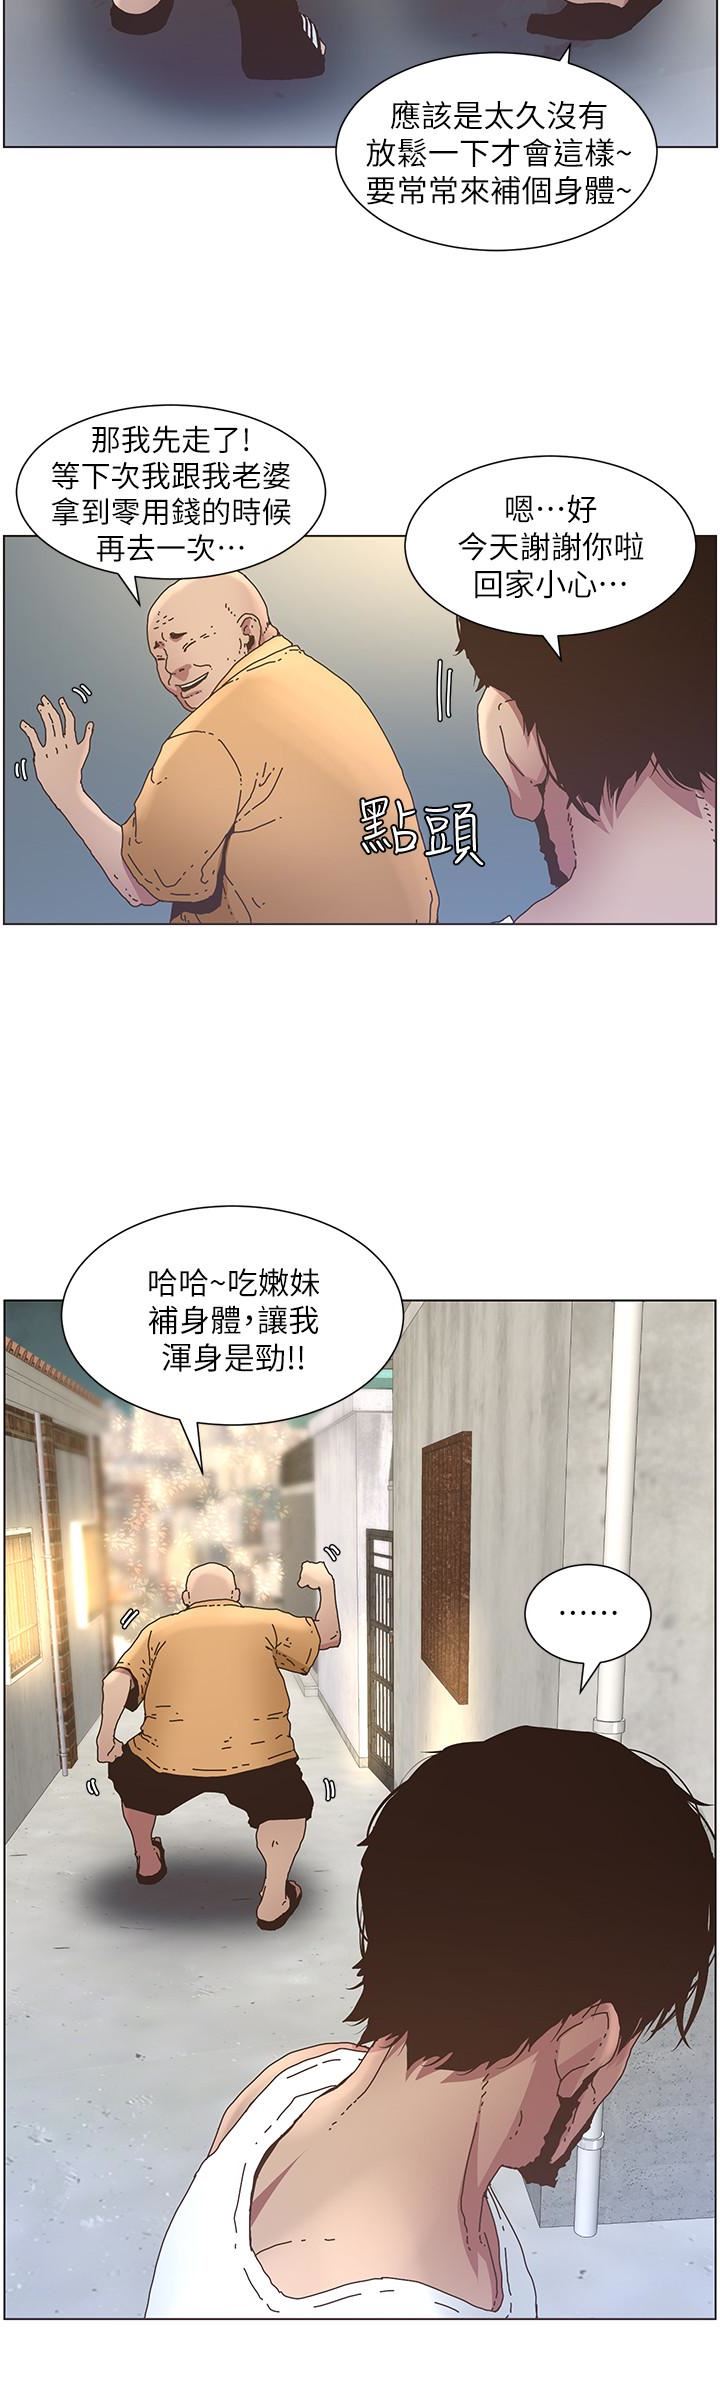 應該是太久沒有
放鬆一下才會這樣~
要常常來補個身體~
那我先走了!
等下次我跟我老婆
拿到零用錢的時候
再去一次⋯
嗯⋯好
今天謝謝你啦
回家小心⋯
點頭
哈哈~吃嫩妹
補身體,讓我
渾身是勁!!
⋯⋯